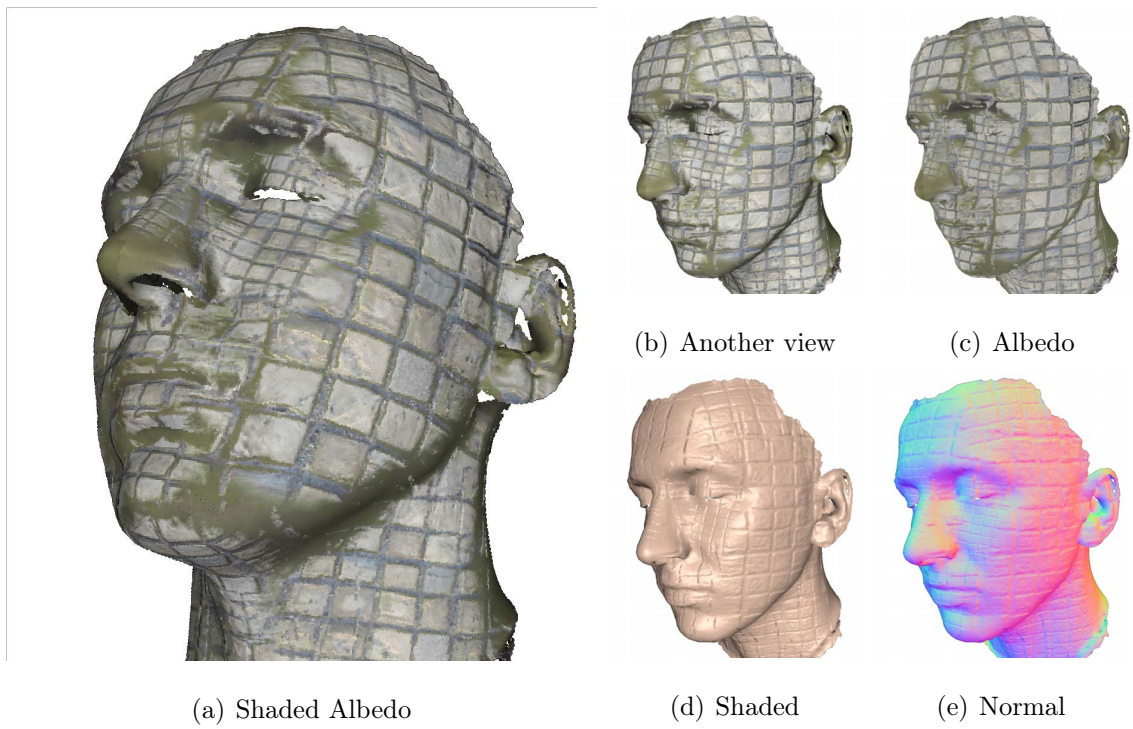 (b) Another view
(c) Albedo
(a) Shaded Albedo
(d) Shaded
(e) Normal